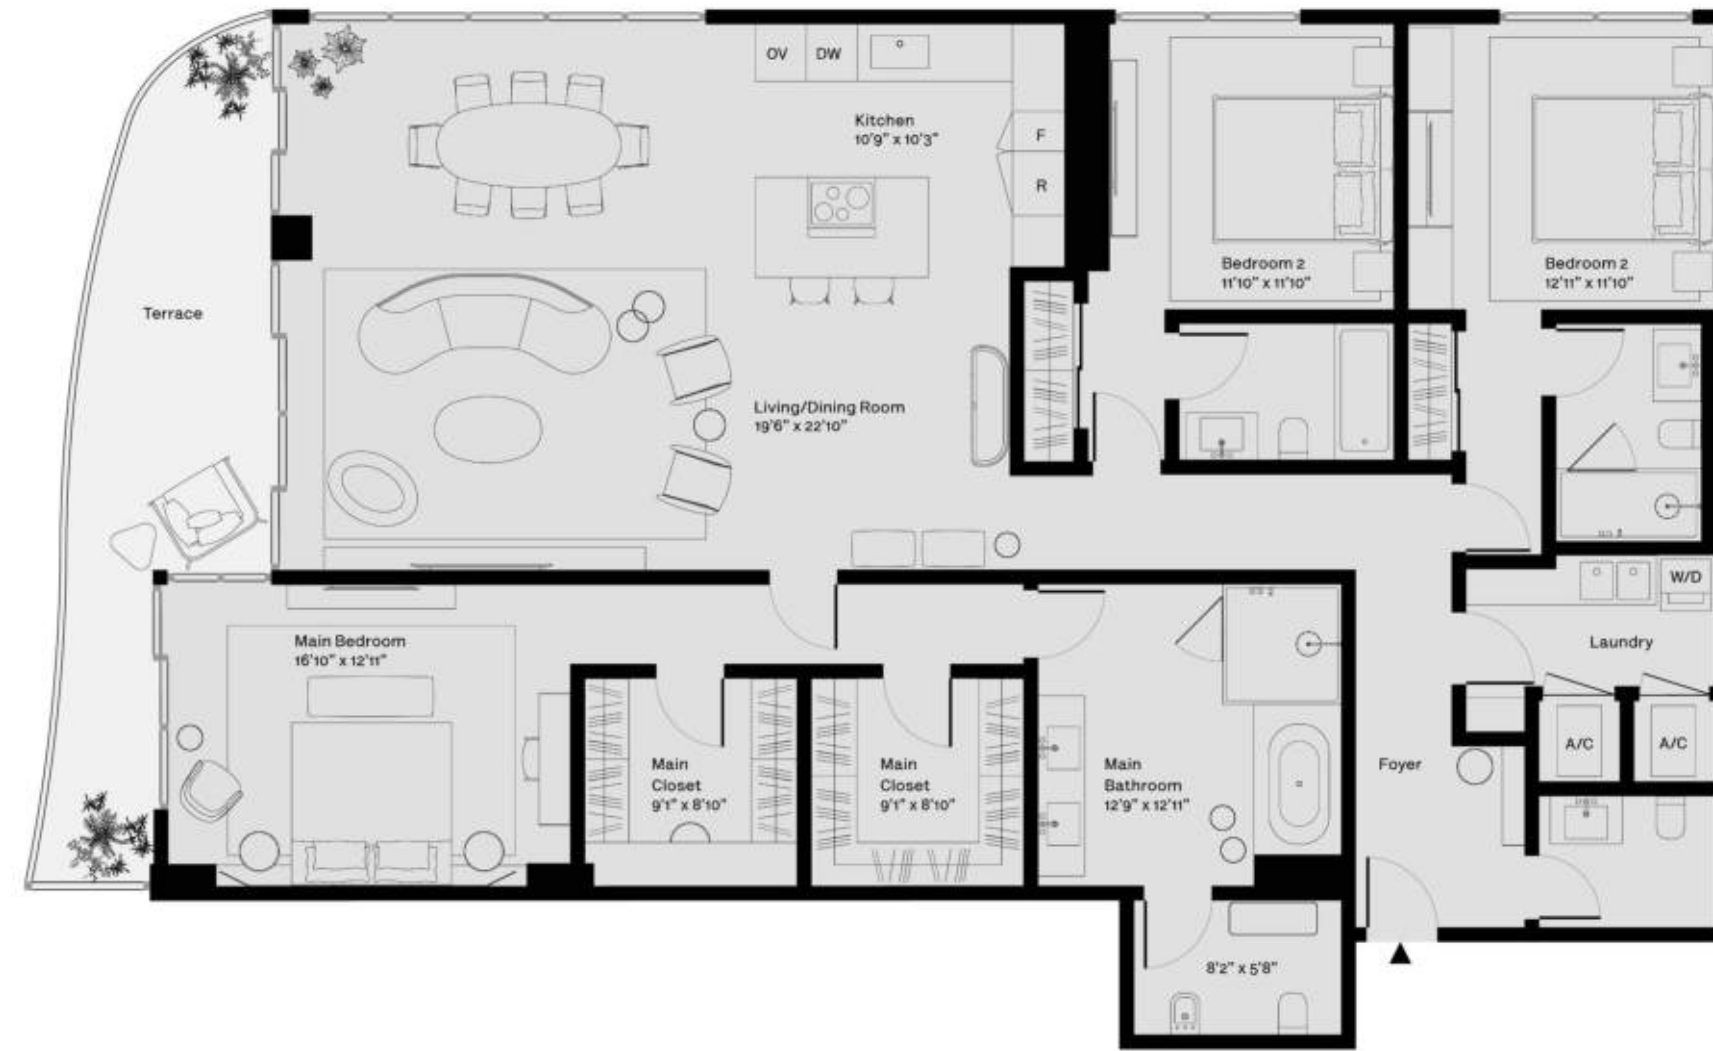 OV
DW
Kitchen
10'9" x 10'3"
F
R
Bedroom 2
11'10" x 11'10"
Bedroom 2
12'11" x 11'10"
Terrace
Living/Dining Room
19'6" x 22'10"
W/D
Laundry
Main Bedroom
16'10" x 12'11"
A/C
A/C
Main
Closet
9'1" x 8'10"
Main
Closet
9'1" x 8'10"
Main
Bathroom
12'9" x 12'11"
Foyer
8'2" x 5'8"